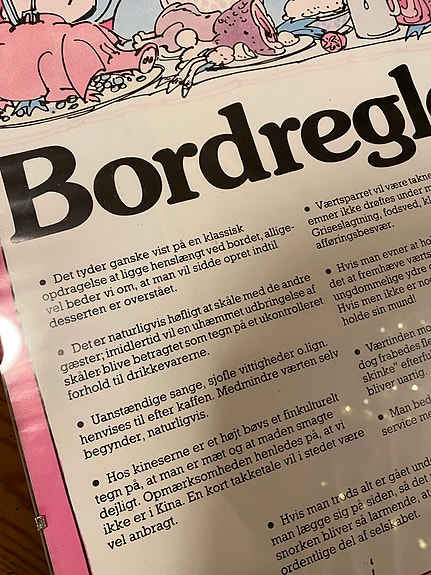 Bordregl
• Det tyder ganske vist på en klassisk
opdragelse at ligge henslængt ved bordet, allige-
vel beder vi om, at man vil sidde opret indtil
desserten er overstået.
• Det er naturligvis høfligt at skåle med de andre
gæster; imidlertid vil en uhæmmet udbringelse af
skåler blive betragtet som tegn på et ukontrolleret
forhold til drikkevarerne.
• Uanstændige sange, sjofle vittigheder o.lign.
henvises til efter kaffen. Medmindre værten selv
begynder, naturligvis.
• Hos kineserne er et højt bøvs et finkulturelt
tegn på, at man er mæt og at maden smagte
dejligt. Opmærksomheden henledes på, at vi
ikke er i Kina. En kort takketale vil i stedet være
vel anbragt.
• Værtsparret vil være takne
emner ikke drøftes under m
Griseslagtning, fodsved, kl
afføringsbesvær.
• Hvis man evner at hol
det at fremhæve værts
ungdommelige ydre o
Hvis men ikke er nog
holde sin mund!
• Værtinden mo
dog frabedes fle
skinke" efterfu
bliver uartig.
• Man bed
service me
• Hvis man trods alt er gået under
man lægge sig på siden, så det
snorken bliver så larmende, at
ordentlige del af selskabet.